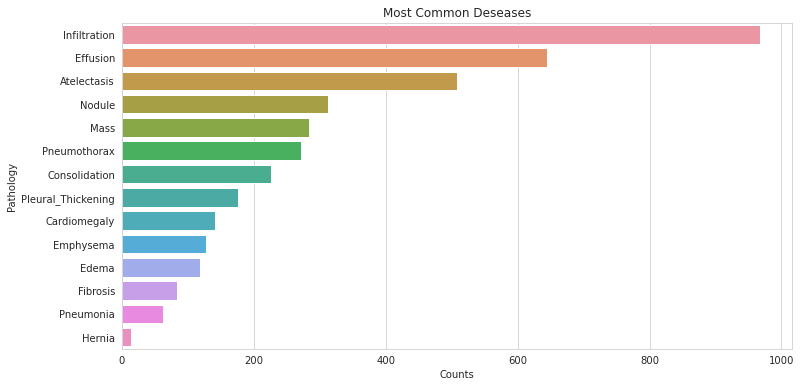 Most Common Deseases
Pathology
Infiltration
Effusion
Atelectasis
Nodule
Mass
Pneumothorax
Consolidation
Pleural_Thickening
Cardiomegaly
Emphysema
Edema
Fibrosis
Pneumonia
Hernia
0 200 400 600 800 1000
Counts